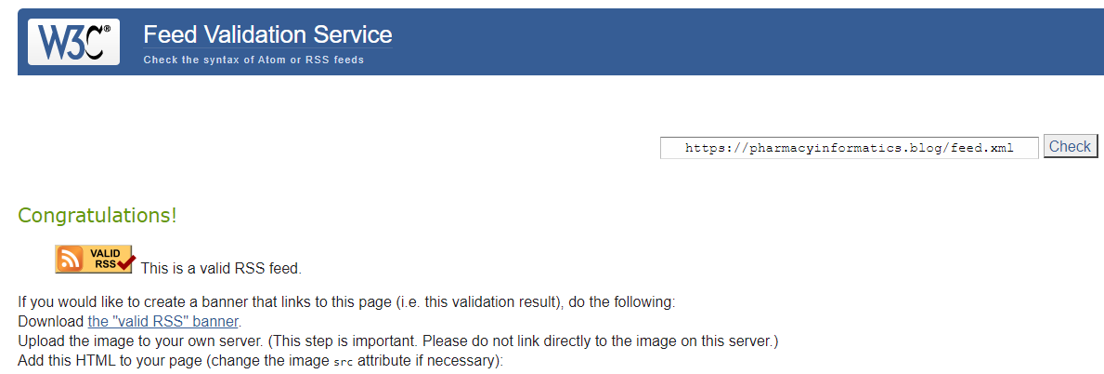 W3C®
Feed Validation Service
Check the syntax of Atom or RSS feeds
https://pharmacyinformatics.blog/feed.xml Check
Congratulations!
VALID
RSS
This is a valid RSS feed.
If you would like to create a banner that links to this page (i.e. this validation result), do the following:
Download the "valid RSS" banner.
Upload the image to your own server. (This step is important. Please do not link directly to the image on this server.)
Add this HTML to your page (change the image src attribute if necessary):